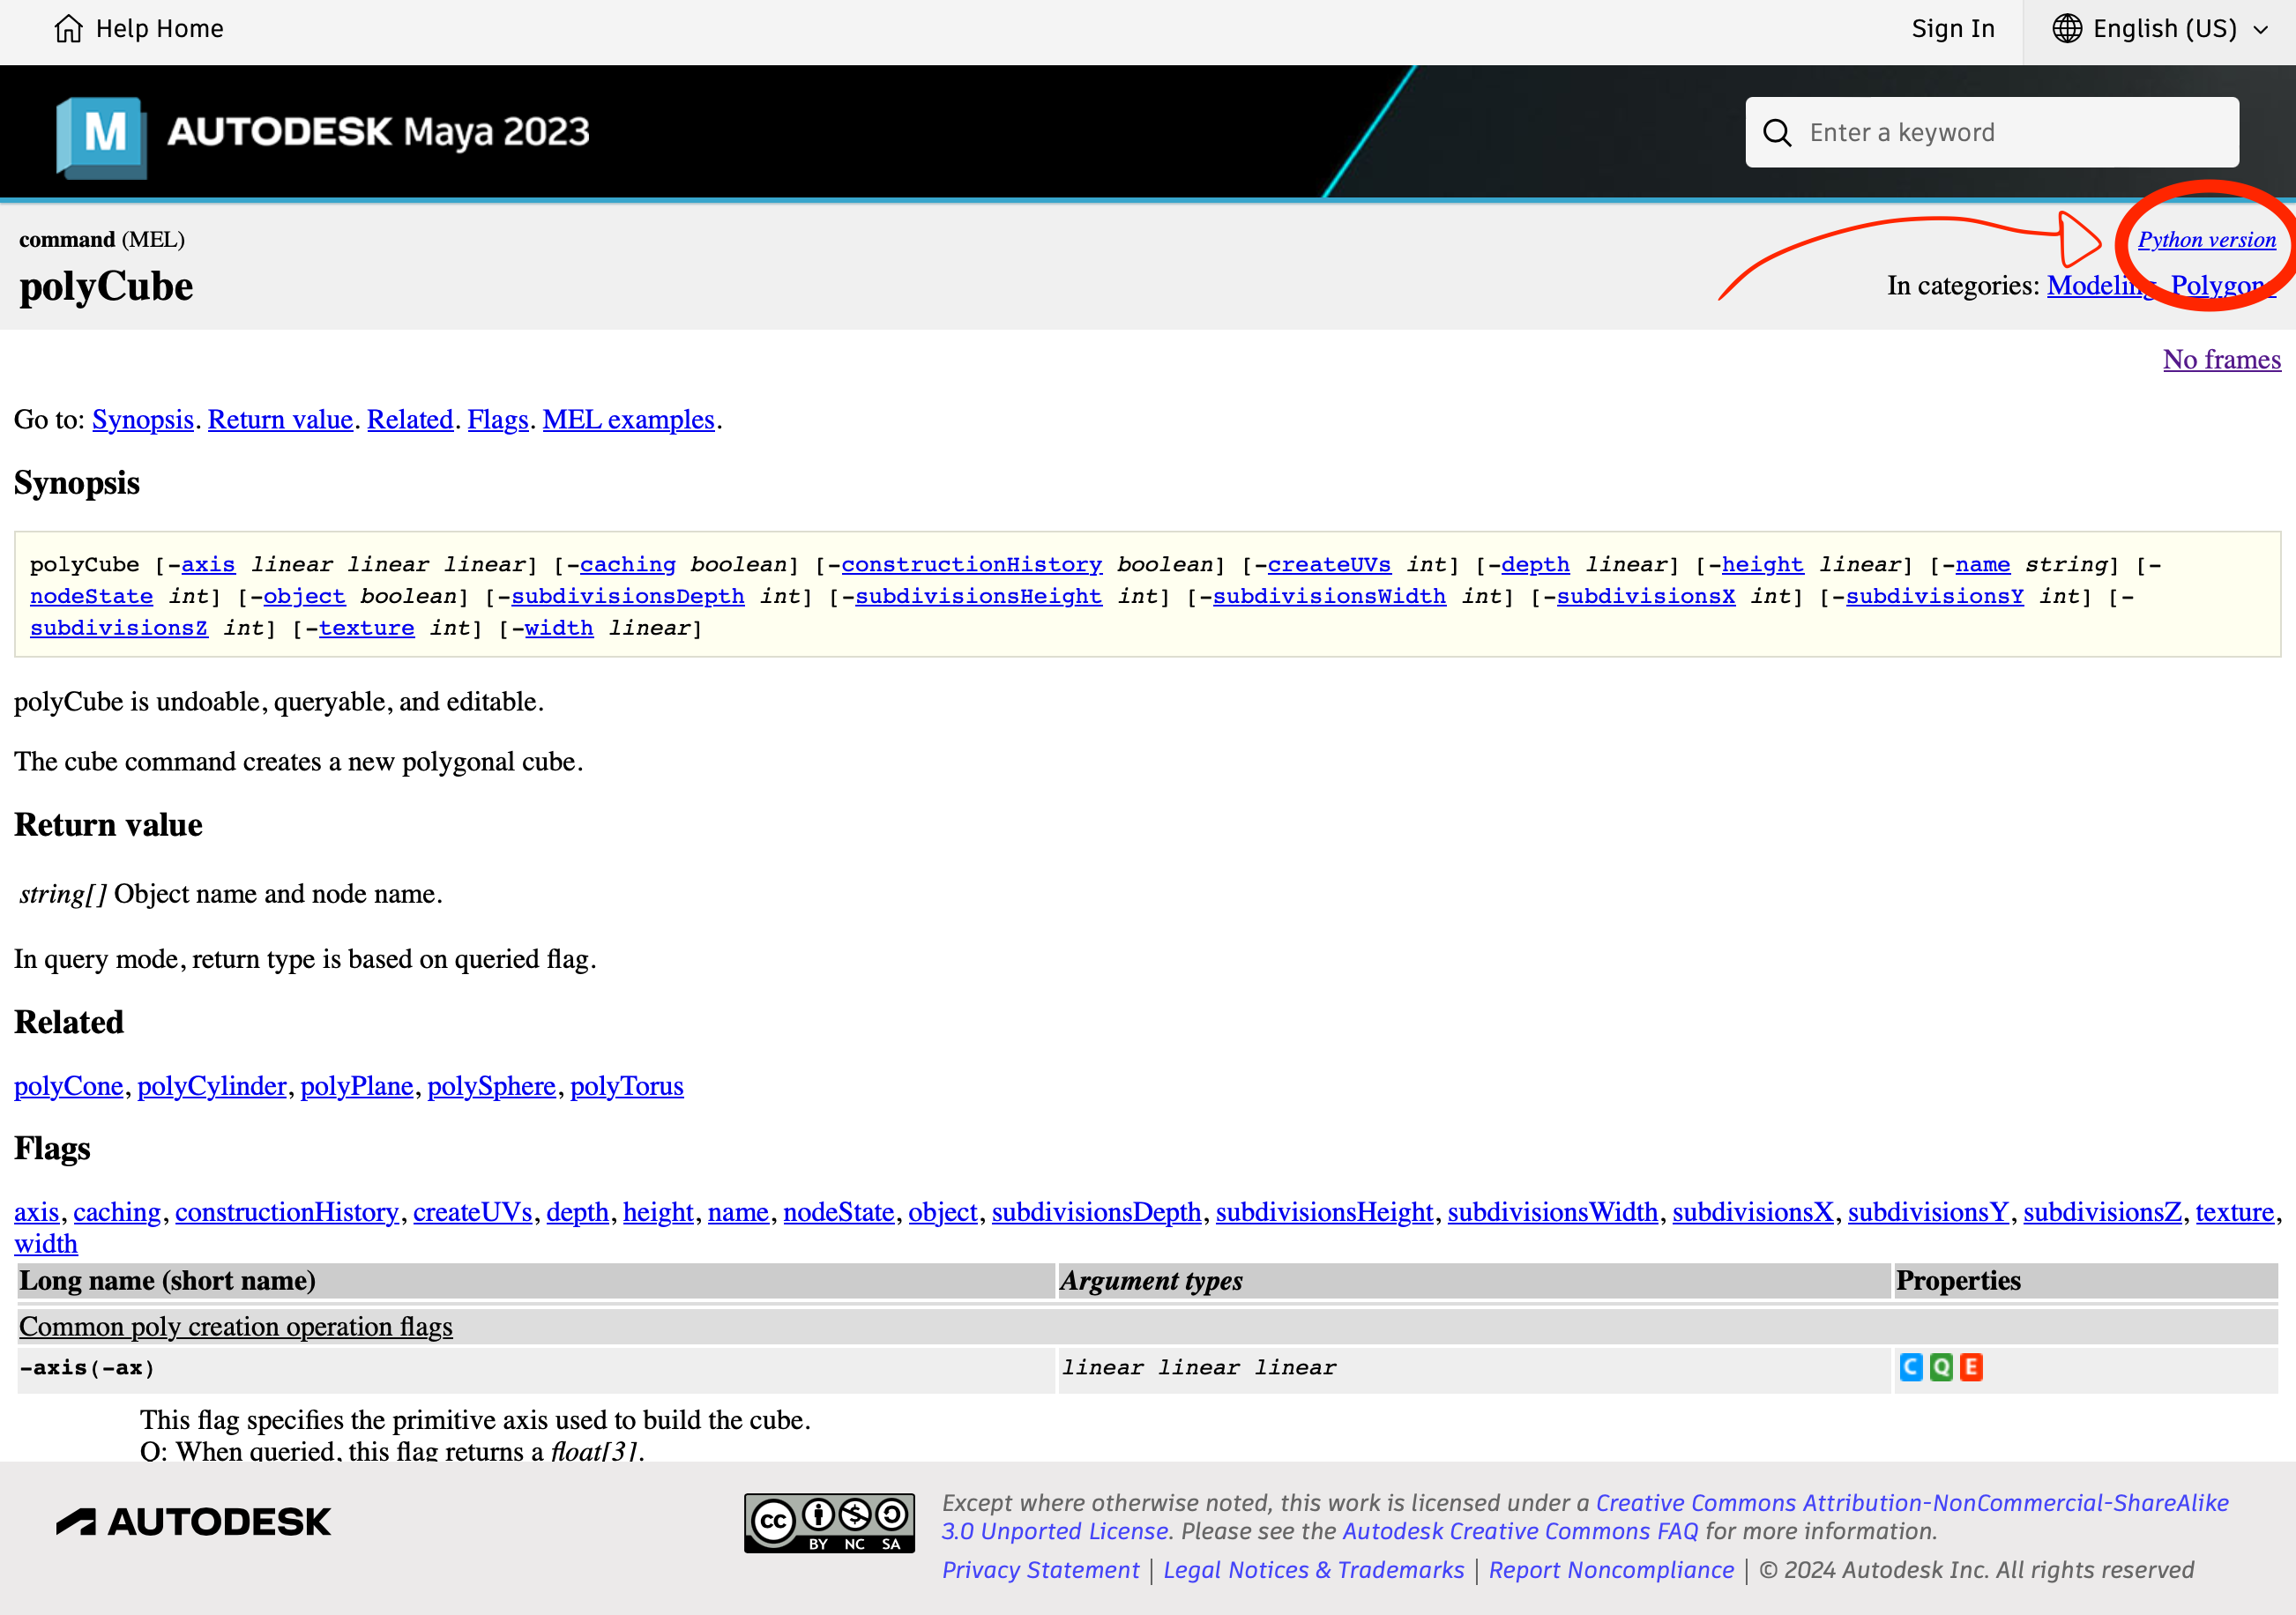 Help Home
Sign In
English (US)
M
AUTODESK Maya 2023
Enter a keyword
command (MEL)
Python version
polyCube
In categories: Modeling, Polygons
No frames
Go to: Synopsis. Return value. Related. Flags. MEL examples.
Synopsis
polyCube [-axis linear linear linear] [-caching boolean] [-constructionHistory boolean] [-createUVs int] [-depth linear] [-height linear] [-name string] [-
nodeState int] [-object boolean] [-subdivisionsDepth int] [-subdivisionsHeight int] [-subdivisionsWidth int] [-subdivisionsX int] [-subdivisionsY int] [-
subdivisionsZ int] [-texture int] [-width linear]
polyCube is undoable, queryable, and editable.
The cube command creates a new polygonal cube.
Return value
string[] Object name and node name.
In query mode, return type is based on queried flag.
Related
polyCone, polyCylinder, polyPlane, polySphere, polyTorus
Flags
axis, caching, constructionHistory, createUVs, depth, height, name, nodeState, object, subdivisionsDepth, subdivisionsHeight, subdivisionsWidth, subdivisionsX, subdivisionsY, subdivisionsZ, texture,
width
Long name (short name)
Argument types
Properties
Common poly creation operation flags
-axis(-ax)
linear linear linear
C Q E
This flag specifies the primitive axis used to build the cube.
Q: When queried, this flag returns a float[3].
AUTODESK
cc BY NC SA
Except where otherwise noted, this work is licensed under a Creative Commons Attribution-NonCommercial-ShareAlike
3.0 Unported License. Please see the Autodesk Creative Commons FAQ for more information.
Privacy Statement | Legal Notices & Trademarks | Report Noncompliance | © 2024 Autodesk Inc. All rights reserved